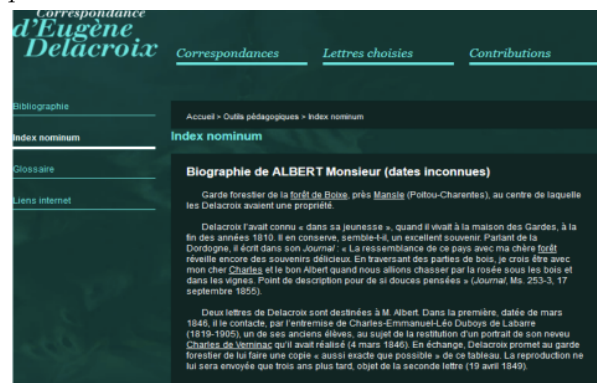 Correspondance
d'Eugène
Delacroix
Correspondances
Lettres choisies
Contributions
Bibliographie
Index nominum
Glossaire
Liens internet
Accueil > Outils pédagogiques > Index nominum
Index nominum
Biographie de ALBERT Monsieur (dates inconnues)
Garde forestier de la forêt de Boixe, près Mansle (Poitou-Charentes), au centre de laquelle
les Delacroix avaient une propriété.
Delacroix l'avait connu « dans sa jeunesse », quand il vivait à la maison des Gardes, à la
fin des années 1810. Il en conserve, semble-t-il, un excellent souvenir. Parlant de la
Dordogne, il écrit dans son Journal : « La ressemblance de ce pays avec ma chère forêt
réveille encore des souvenirs délicieux. En traversant des parties de bois, je crois être avec
mon cher Charles et le bon Albert quand nous allions chasser par la rosée sous les bois et
dans les vignes. Point de description pour de si douces pensées » (Journal, Ms. 253-3, 17
septembre 1855).
Deux lettres de Delacroix sont destinées à M. Albert. Dans la première, datée de mars
1846, il le contacte, par l'entremise de Charles-Emmanuel-Léo Duboys de Labarre
(1819-1905), un de ses anciens élèves, au sujet de la restitution d'un portrait de son neveu
Charles de Verninac qu'il avait réalisé (4 mars 1846). En échange, Delacroix promet au garde
forestier de lui faire une copie « aussi exacte que possible » de ce tableau. La reproduction ne
lui sera envoyée que trois ans plus tard, objet de la seconde lettre (19 avril 1849).